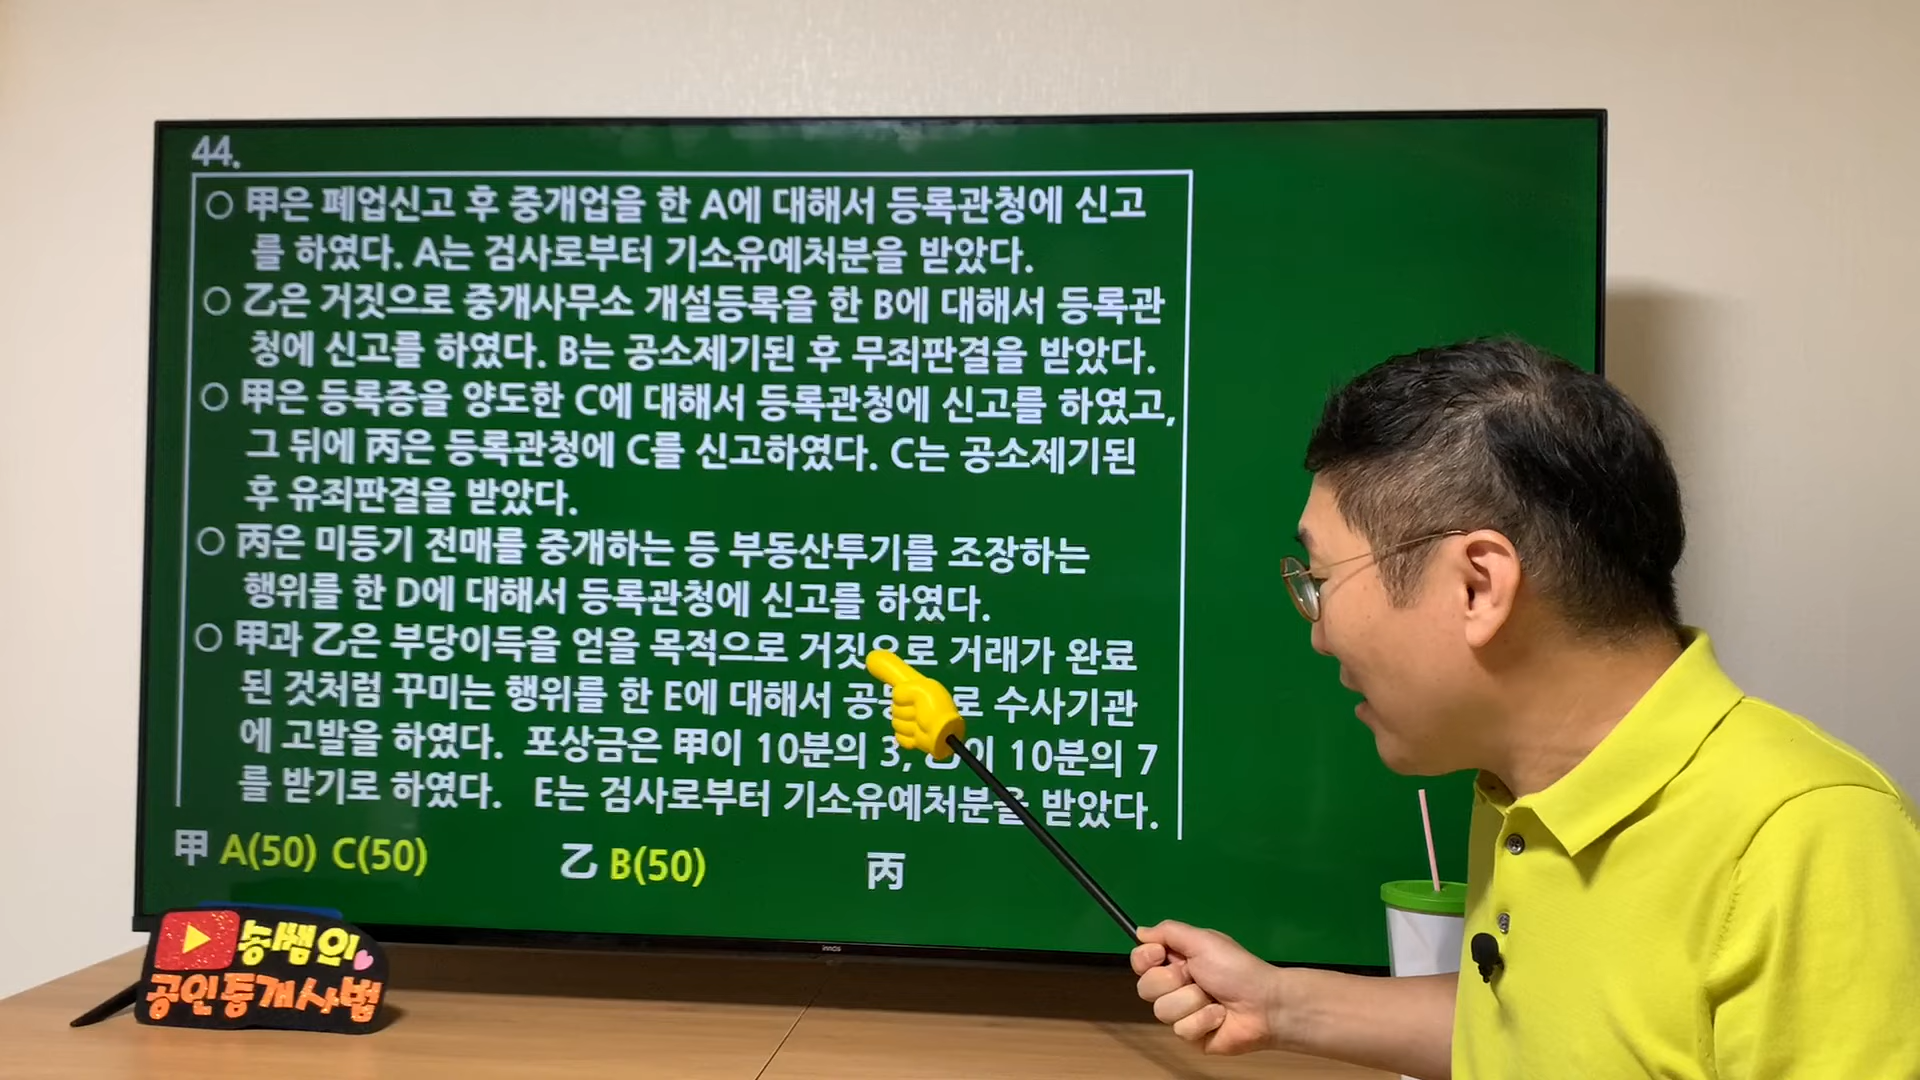 44.
○ 甲은 폐업신고 후 중개업을 한 A에 대해서 등록관청에 신고
를 하였다. A는 검사로부터 기소유예처분을 받았다.
○ 乙은 거짓으로 중개사무소 개설등록을 한 B에 대해서 등록관
청에 신고를 하였다. B는 공소제기된 후 무죄판결을 받았다.
○ 甲은 등록증을 양도한 C에 대해서 등록관청에 신고를 하였고,
그 뒤에 丙은 등록관청에 C를 신고하였다. C는 공소제기된
후 유죄판결을 받았다.
○ 丙은 미등기 전매를 중개하는 등 부동산투기를 조장하는
행위를 한 D에 대해서 등록관청에 신고를 하였다.
○ 甲과 乙은 부당이득을 얻을 목적으로 거짓으로 거래가 완료
된 것처럼 꾸미는 행위를 한 E에 대해서 수사기관
에 고발을 하였다. 포상금은 甲이 10분의 3, 10분의 7
를 받기로 하였다. E는 검사로부터 기소유예처분을 받았다.
甲 A(50) C(50) 乙 B(50) 丙
innos
송쌤의
공인중개사법